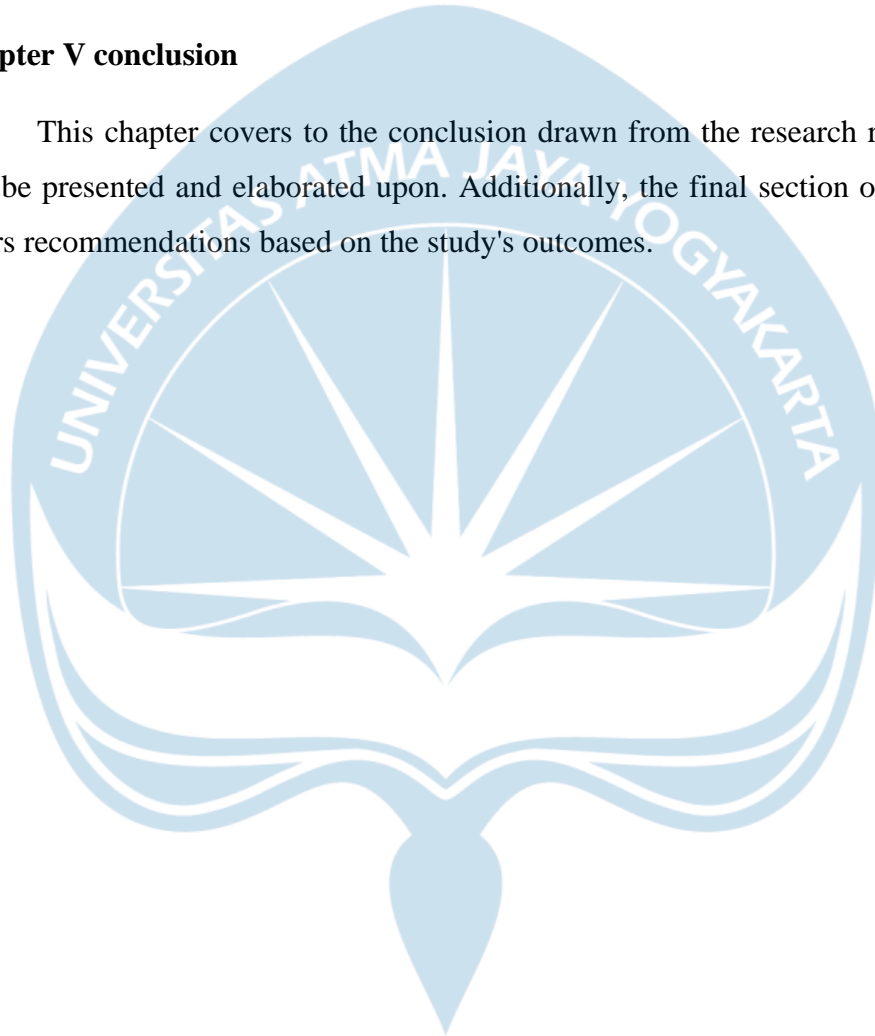 pter V conclusion
This chapter covers to the conclusion drawn from the research
be presented and elaborated upon. Additionally, the final section
recommendations based on the study's outcomes.
UNIVERSITAS ATMA JAYA YOGYAKARTA